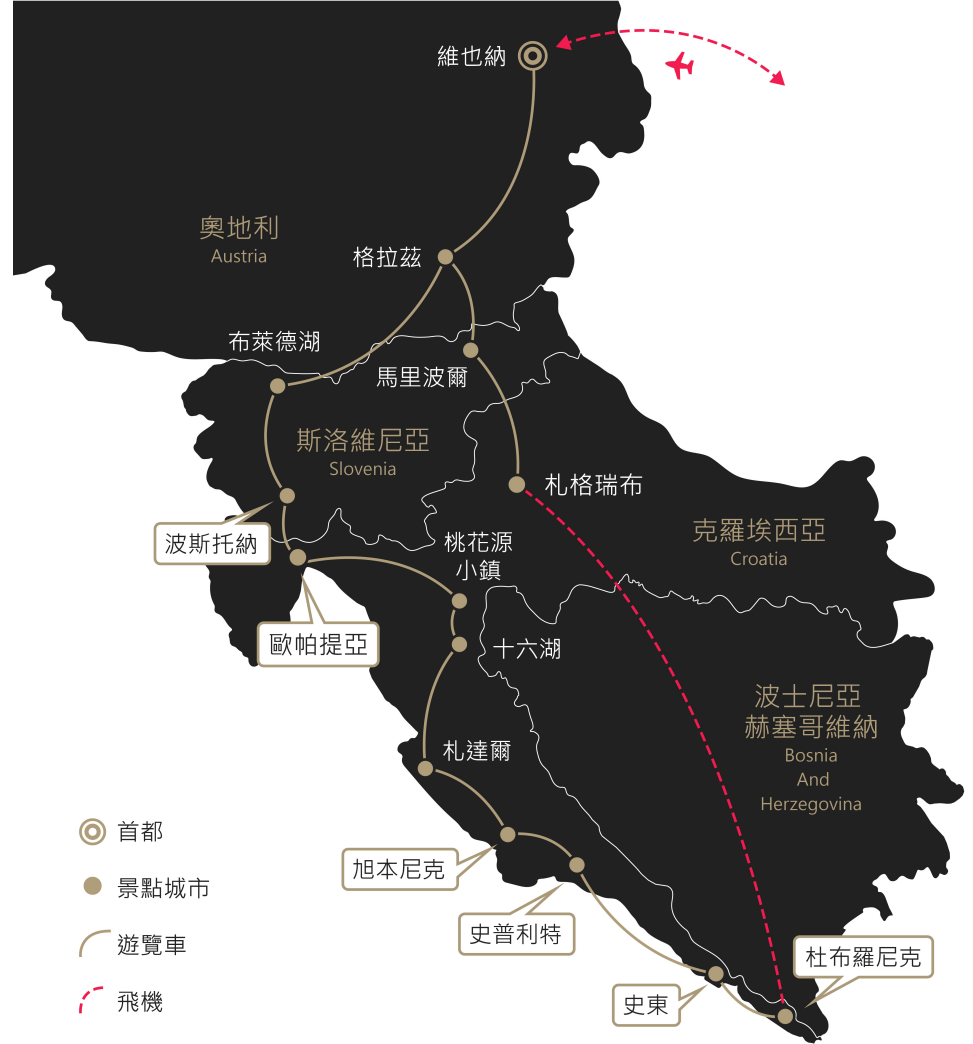 維也納
奧地利
Austria
格拉茲
布萊德湖
馬里波爾
斯洛維尼亞
Slovenia
札格瑞布
克羅埃西亞
Croatia
波斯托納
桃花源
小鎮
歐帕提亞
十六湖
波士尼亞
赫塞哥維納
Bosnia
And
Herzegovina
札達爾
旭本尼克
史普利特
杜布羅尼克
史東
首都
景點城市
遊覽車
飛機